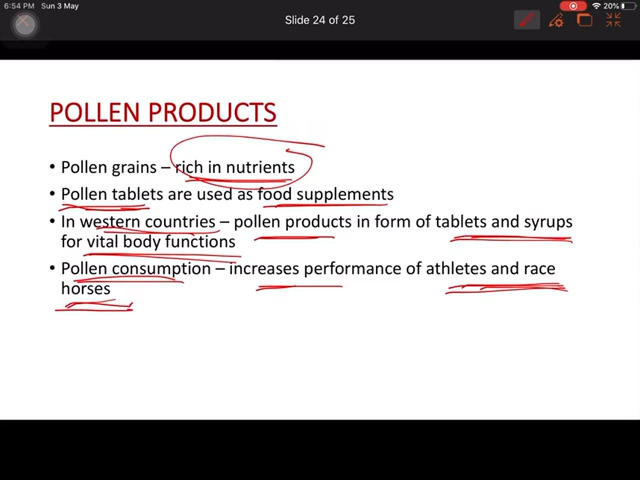 6:54 PM Sun 3 May
20%
Slide 24 of 25
POLLEN PRODUCTS
• Pollen grains – rich in nutrients
• Pollen tablets are used as food supplements
• In western countries – pollen products in form of tablets and syrups
for vital body functions
• Pollen consumption – increases performance of athletes and race
horses